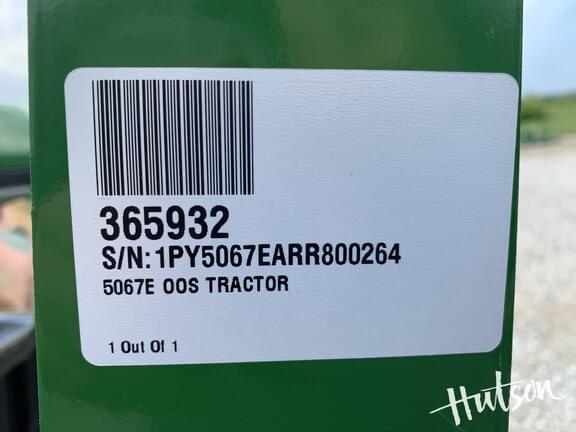 365932
S/N:1PY5067EARR800264
5067E OOS TRACTOR
1 Out Of 1
Hutson